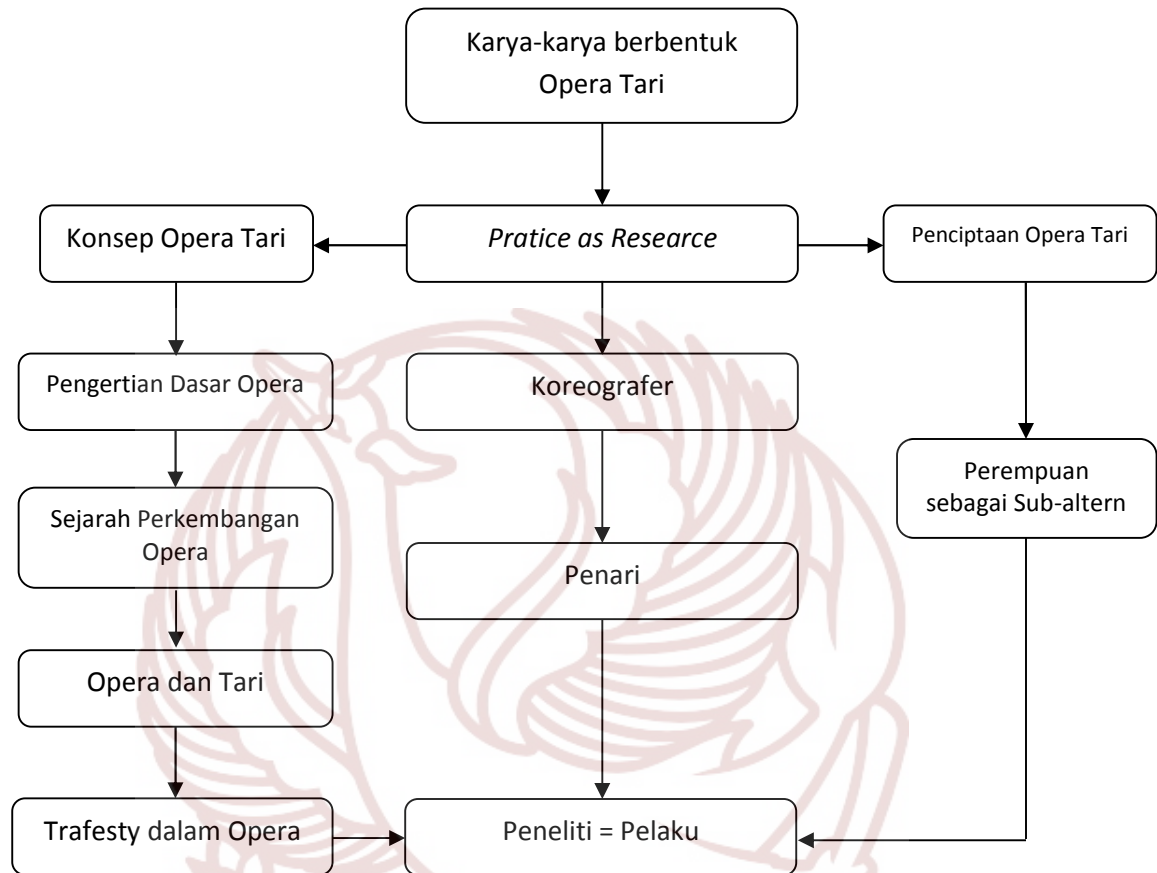 Karya-karya berbentuk
Opera Tari
Konsep Opera Tari
Pratice as Researce
Penciptaan Opera Tari
Pengertian Dasar Opera
Koreografer
Perempuan
sebagai Sub-altern
Sejarah Perkembangan
Opera
Penari
Opera dan Tari
Trafesty dalam Opera
Peneliti = Pelaku